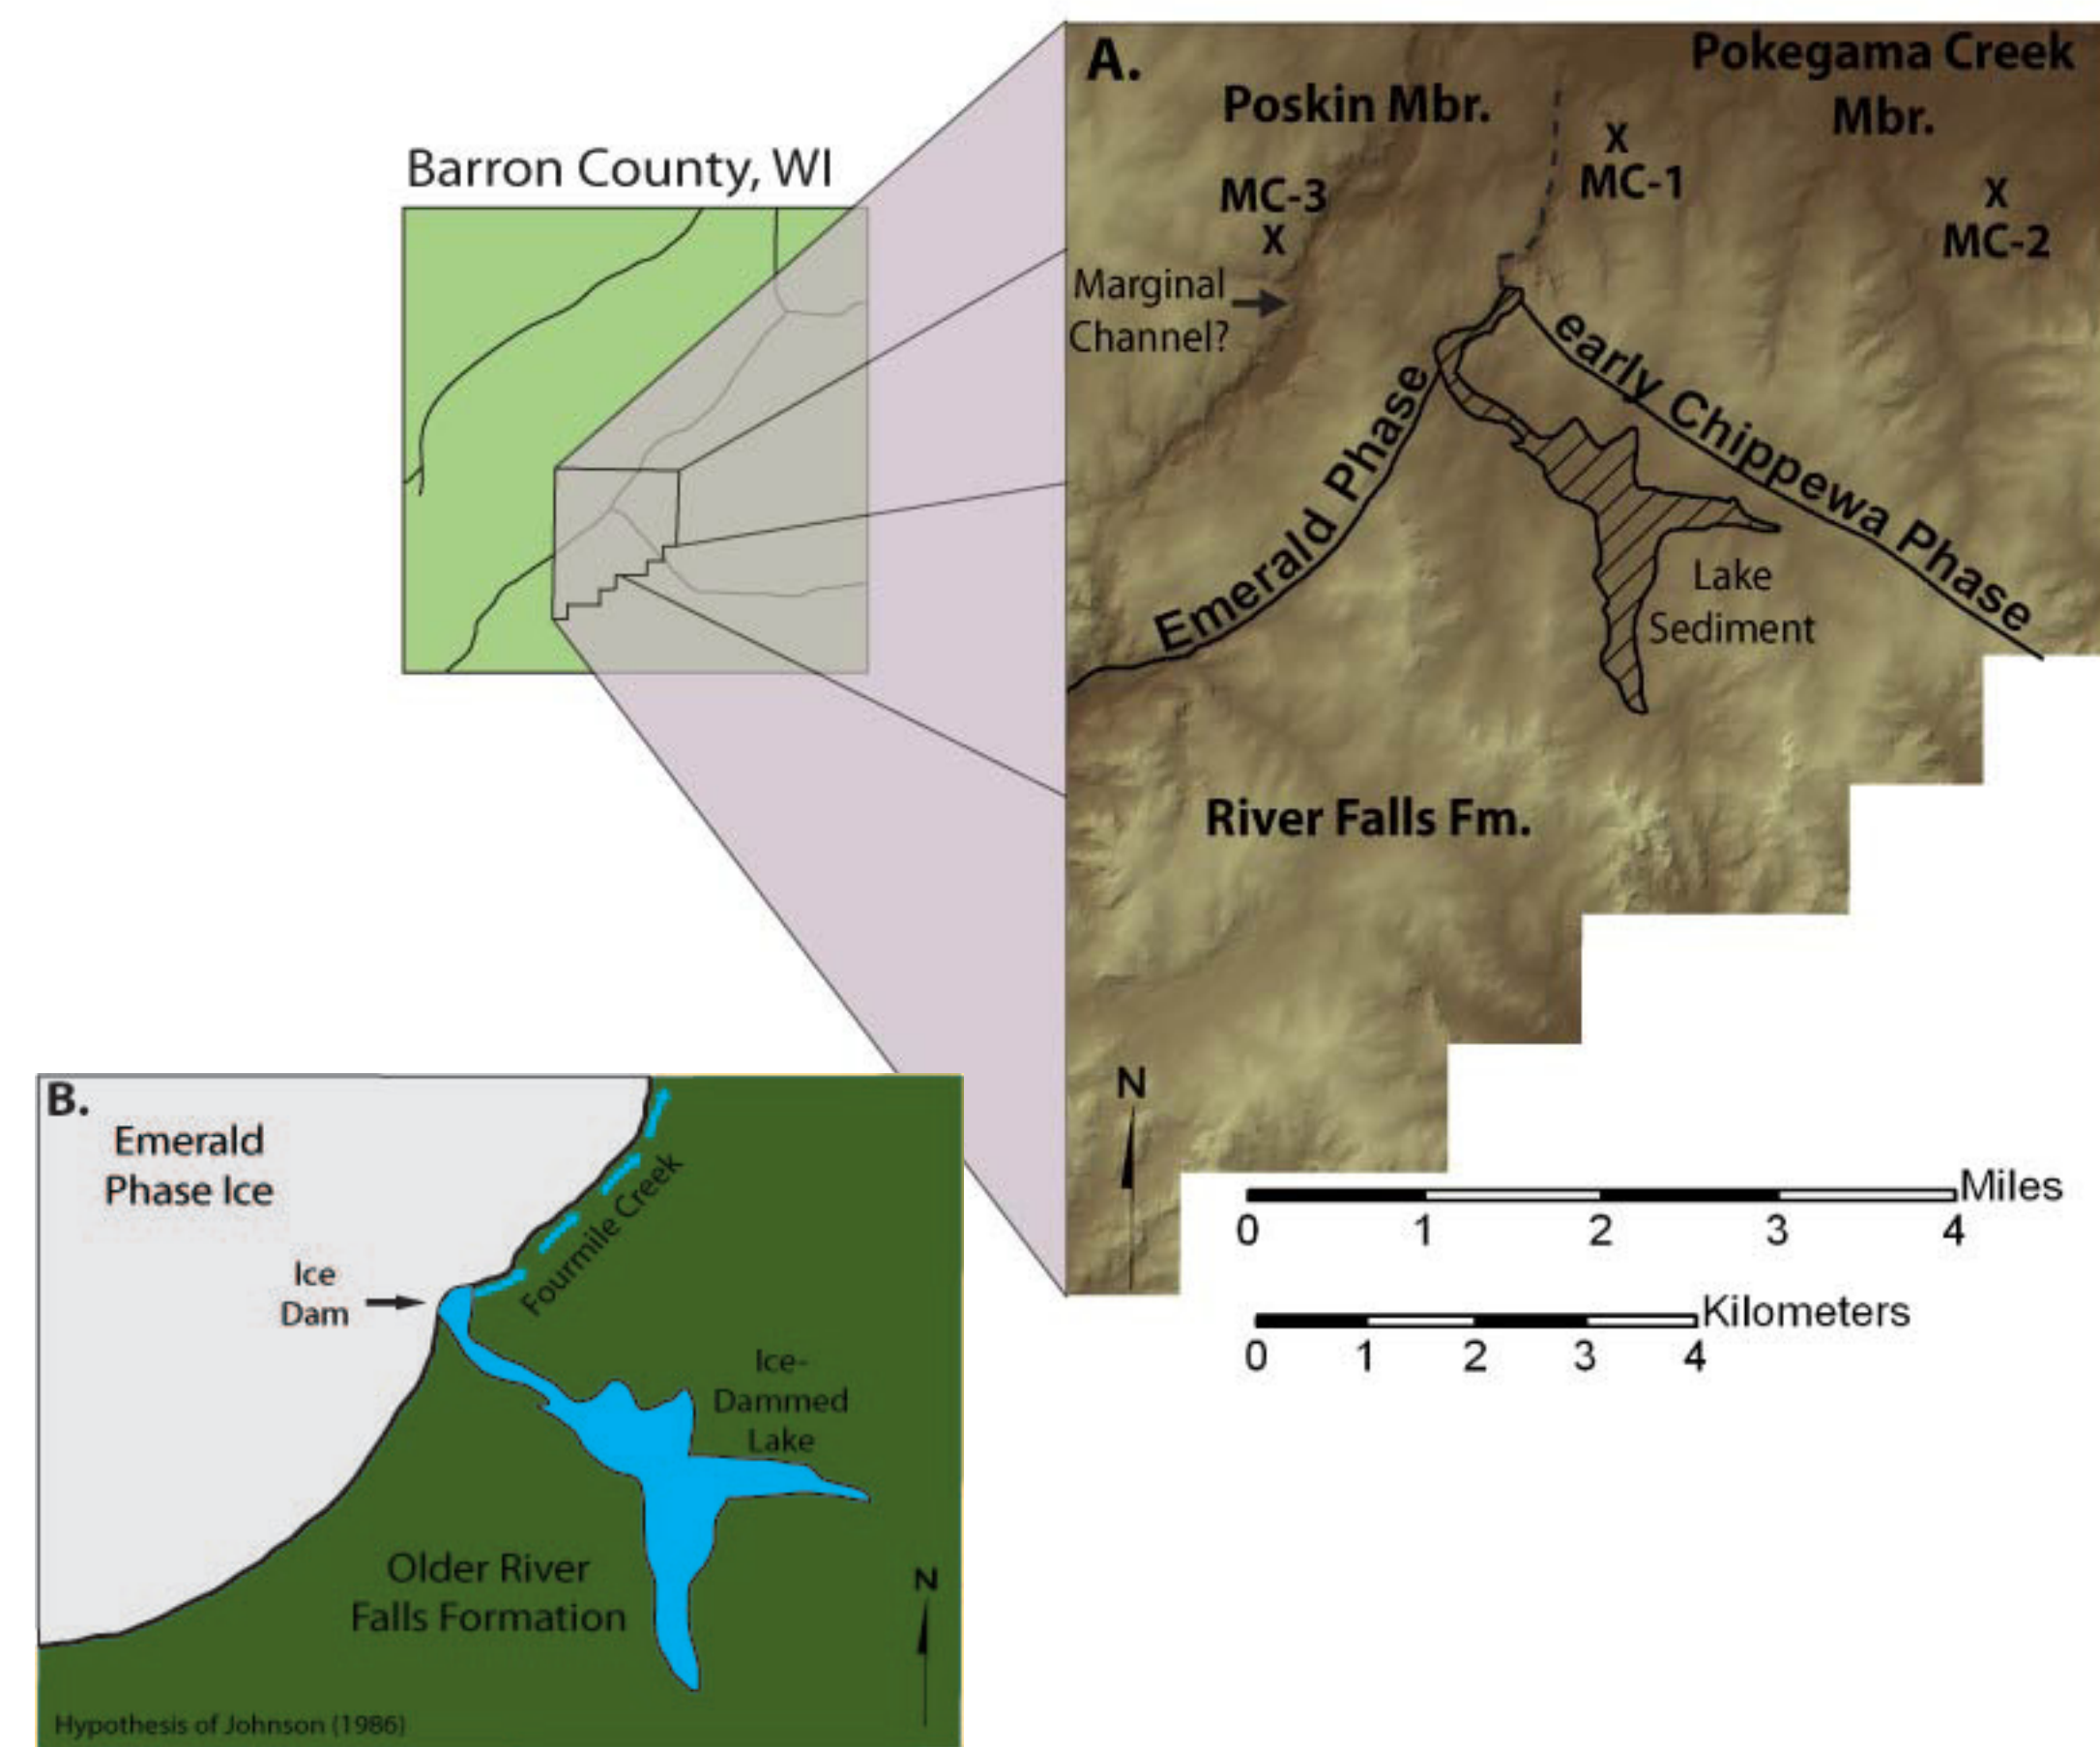 Barron County, WI
A.
Pokegama Creek
Mbr.
Poskin Mbr.
X
MC-1
MC-3
X
X
MC-2
Marginal
Channel?
Emerald Phase
early Chippewa Phase
Lake
Sediment
River Falls Fm.
N
Miles
0 1 2 3 4
Kilometers
0 1 2 3 4
B.
Emerald
Phase Ice
Fourmile Creek
Ice
Dam
Ice-
Dammed
Lake
Older River
Falls Formation
N
Hypothesis of Johnson (1986)